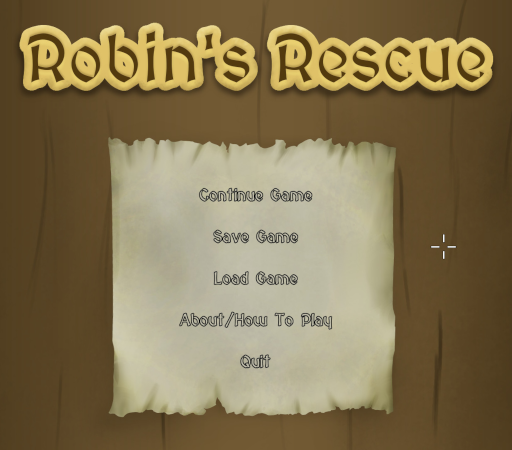 Robin's Rescue
Continue Game
Save Game
Load Game
About/How To Play
Quit